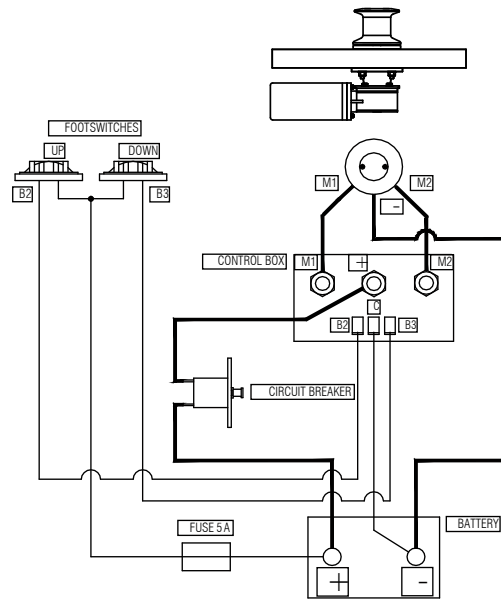 FOOTSWITCHES
UP DOWN
B2 B3
M1 M2
-
CONTROL BOX M1 + M2
C
B2 B3
CIRCUIT BREAKER
FUSE 5 A
BATTERY
+ -